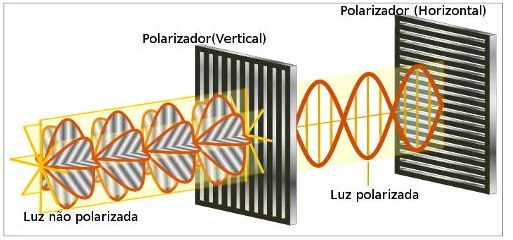 Polarizador (Horizontal)
Polarizador(Vertical)
Luz polarizada
Luz não polarizada